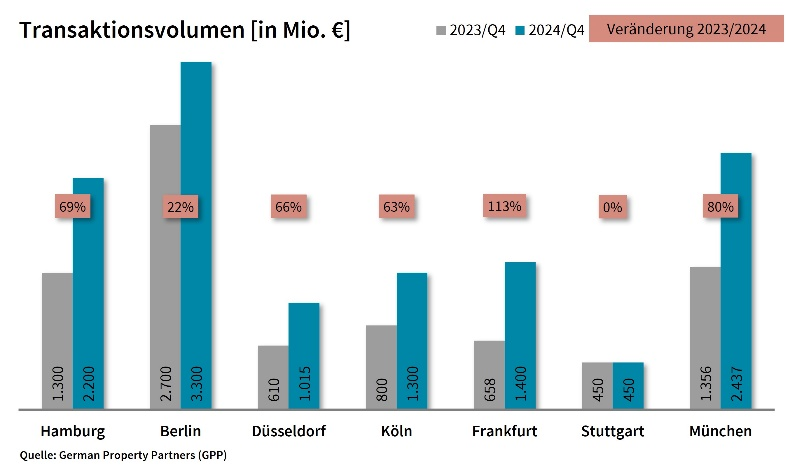 Transaktionsvolumen [in Mio. €]
2023/Q4 2024/Q4 Veränderung 2023/2024
69% 22% 66% 63% 113% 0% 80%
1.300 2.200 2.700 3.300 610 1.015 800 1.300 658 1.400 450 450 1.356 2.437
Hamburg Berlin Düsseldorf Köln Frankfurt Stuttgart München
Quelle: German Property Partners (GPP)